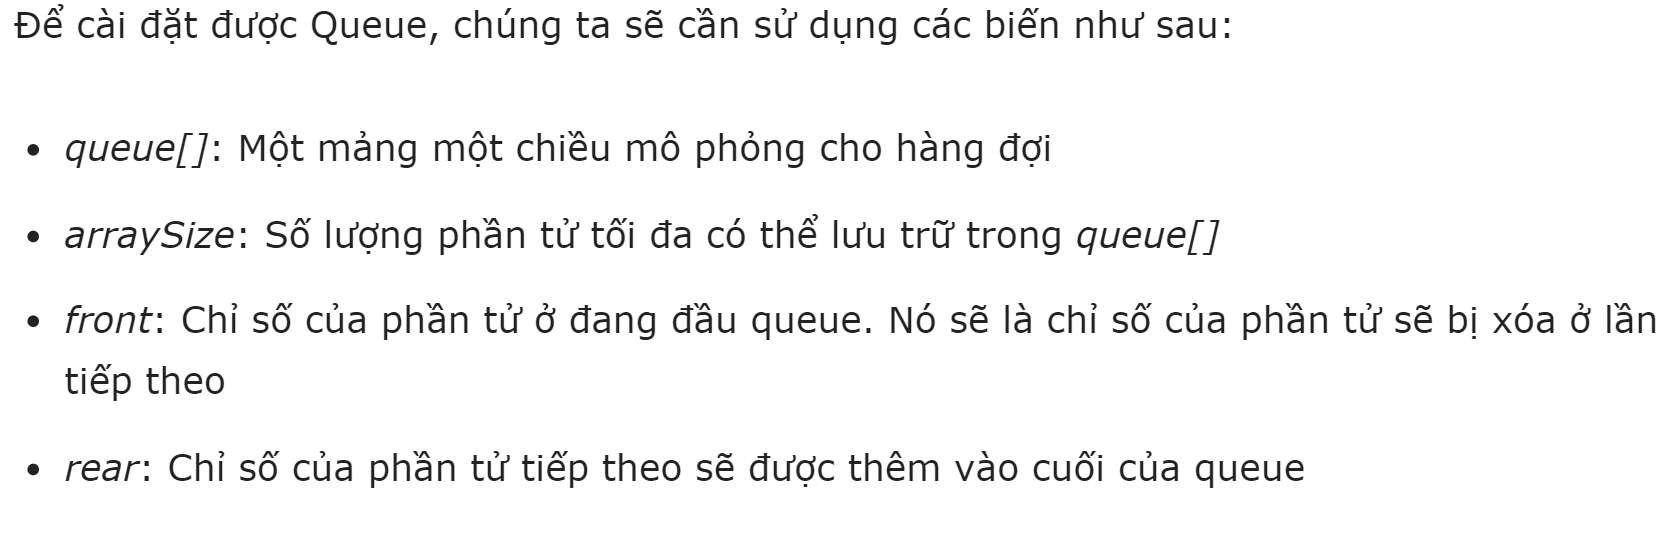 Để cài đặt được Queue, chúng ta sẽ cần sử dụng các biến như sau:
• queue[]: Một mảng một chiều mô phỏng cho hàng đợi
• arraySize: Số lượng phần tử tối đa có thể lưu trữ trong queue[]
• front: Chỉ số của phần tử ở đang đầu queue. Nó sẽ là chỉ số của phần tử sẽ bị xóa ở lần
tiếp theo
• rear: Chỉ số của phần tử tiếp theo sẽ được thêm vào cuối của queue